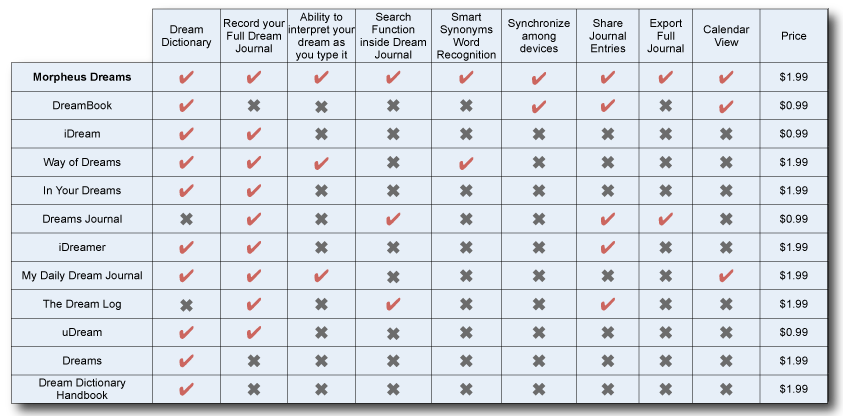 Dream
Dictionary
Record your
Full Dream
Journal
Ability to
interpret your
dream as
you type it
Search
Function
inside Dream
Journal
Smart
Synonyms
Word
Recognition
Synchronize
among
devices
Share
Journal
Entries
Export
Full
Journal
Calendar
View
Price
Morpheus Dreams ✔ ✔ ✔ ✔ ✔ ✔ ✔ ✔ ✔ $1.99
DreamBook ✔ ✖ ✖ ✖ ✖ ✔ ✔ ✖ ✔ $0.99
iDream ✔ ✔ ✖ ✖ ✖ ✖ ✖ ✖ ✖ $0.99
Way of Dreams ✔ ✔ ✔ ✖ ✔ ✖ ✖ ✖ ✖ $1.99
In Your Dreams ✔ ✔ ✖ ✖ ✖ ✖ ✖ ✖ ✖ $1.99
Dreams Journal ✖ ✔ ✖ ✔ ✖ ✖ ✔ ✔ ✖ $0.99
iDreamer ✔ ✔ ✖ ✖ ✖ ✖ ✔ ✖ ✖ $1.99
My Daily Dream Journal ✔ ✔ ✔ ✖ ✖ ✖ ✖ ✖ ✔ $1.99
The Dream Log ✖ ✔ ✖ ✔ ✖ ✖ ✔ ✖ ✖ $1.99
uDream ✔ ✔ ✖ ✖ ✖ ✖ ✖ ✖ ✖ $0.99
Dreams ✔ ✖ ✖ ✖ ✖ ✖ ✖ ✖ ✖ $1.99
Dream Dictionary
Handbook ✔ ✖ ✖ ✖ ✖ ✖ ✖ ✖ ✖ $1.99